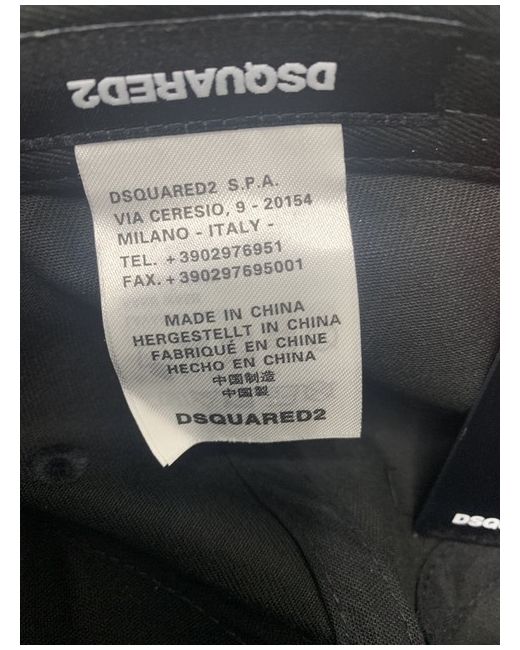 DSQUARED2
DSQUARED2 S.P.A.
VIA CERESIO, 9 - 20154
MILANO - ITALY -
TEL. +3902976951
FAX. +390297695001
MADE IN CHINA
HERGESTELLT IN CHINA
FABRIQUÉ EN CHINE
HECHO EN CHINA
中国制造
中国製
DSQUARED2
DSQ